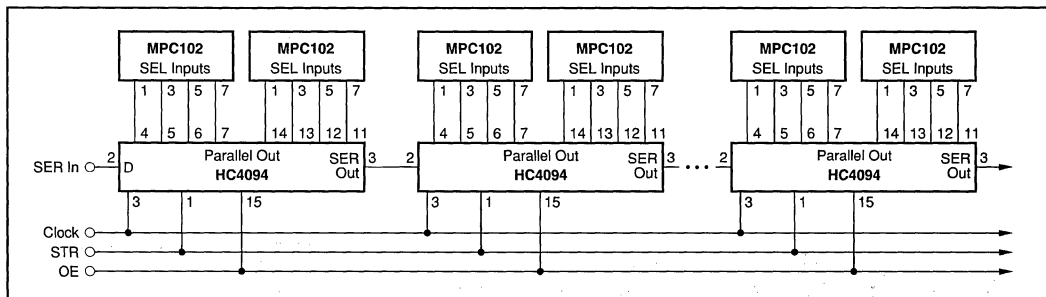 MPC102 MPC102 MPC102 MPC102 MPC102 MPC102
SEL Inputs SEL Inputs SEL Inputs SEL Inputs SEL Inputs SEL Inputs
1 3 5 7 1 3 5 7 1 3 5 7 1 3 5 7 1 3 5 7 1 3 5 7
4 5 6 7 14 13 12 11 4 5 6 7 14 13 12 11 4 5 6 7 14 13 12 11
SER In 2 D Parallel Out SER 3 2 Parallel Out SER 3 ••• 2 Parallel Out SER 3
HC4094 Out HC4094 Out HC4094 Out
3 1 15 3 1 15 3 1 15
Clock
STR
OE